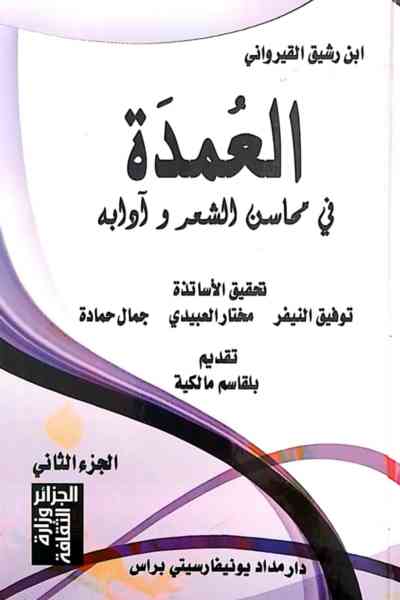 ابن رشيق القيرواني
العُمدَة
في محاسن الشعر و آدابه
تحقيق الأساتذة
توفيق النيفر مختار العبيدي جمال حمادة
تقديم
بلقاسم مالكية
الجزء الثاني
الجزائر
وزارة
الثقافة
دار مداد يونيفارسيتي براس